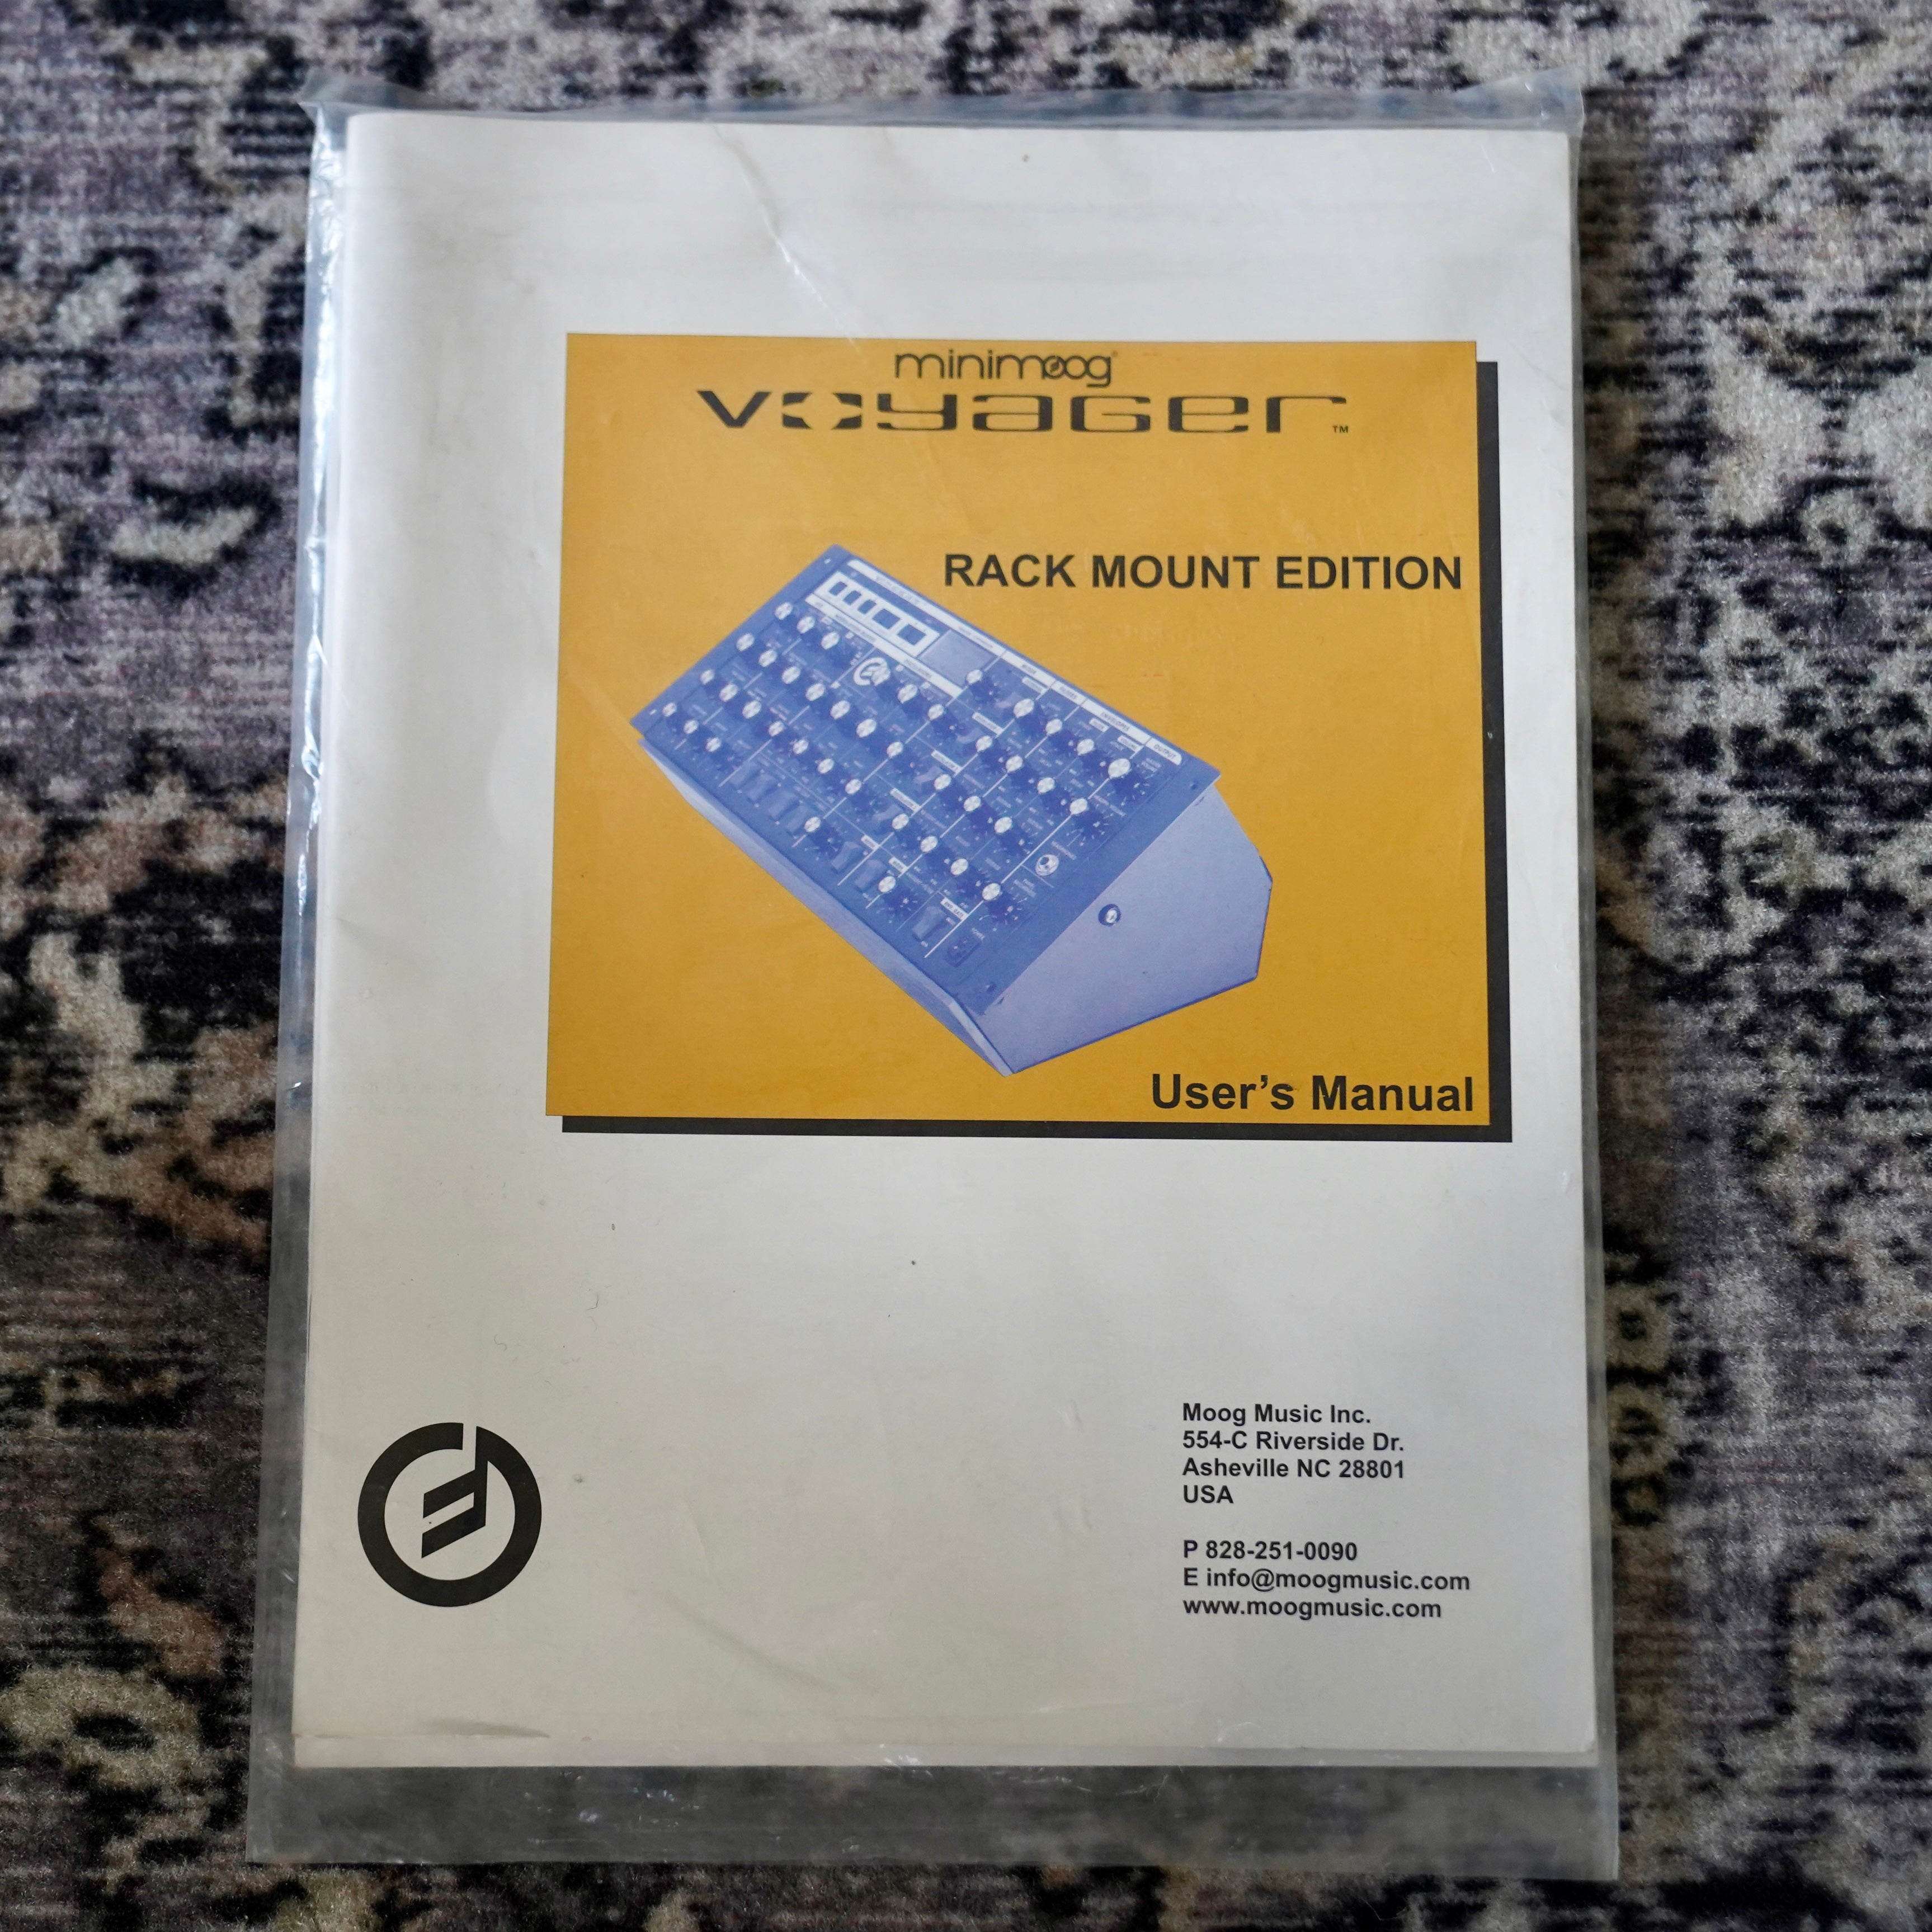 minimoog®
voyager™
RACK MOUNT EDITION
User’s Manual
Moog Music Inc.
554-C Riverside Dr.
Asheville NC 28801
USA
P 828-251-0090
E info@moogmusic.com
www.moogmusic.com